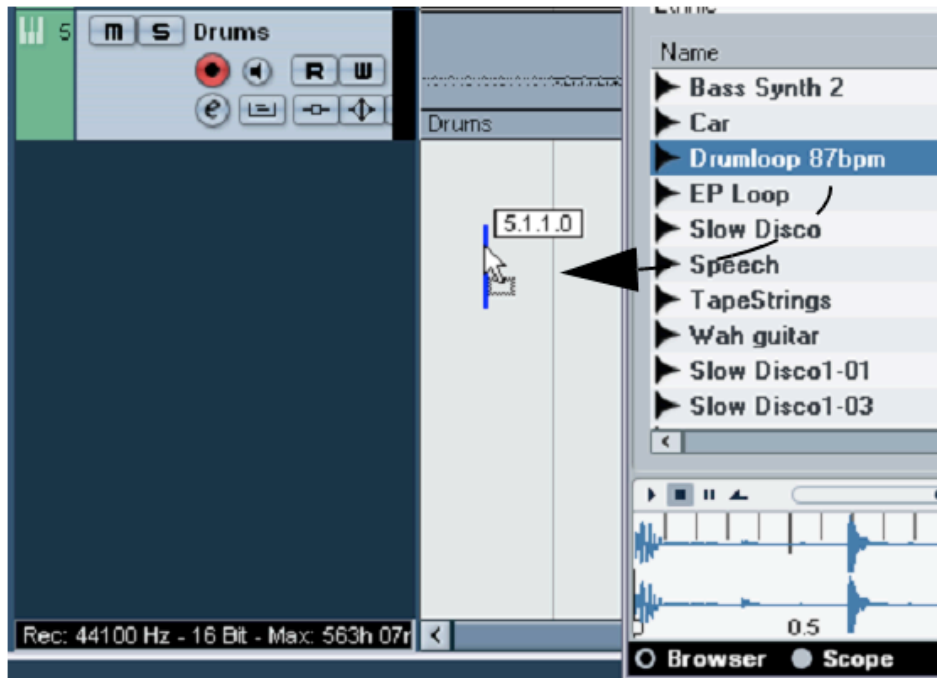 5 m S Drums
R W
e
Drums
5.1.1.0
Rec: 44100 Hz - 16 Bit - Max: 563h 07
Name
Bass Synth 2
Car
Drumloop 87bpm
EP Loop
Slow Disco
Speech
TapeStrings
Wah guitar
Slow Disco1-01
Slow Disco1-03
0.5
Browser Scope